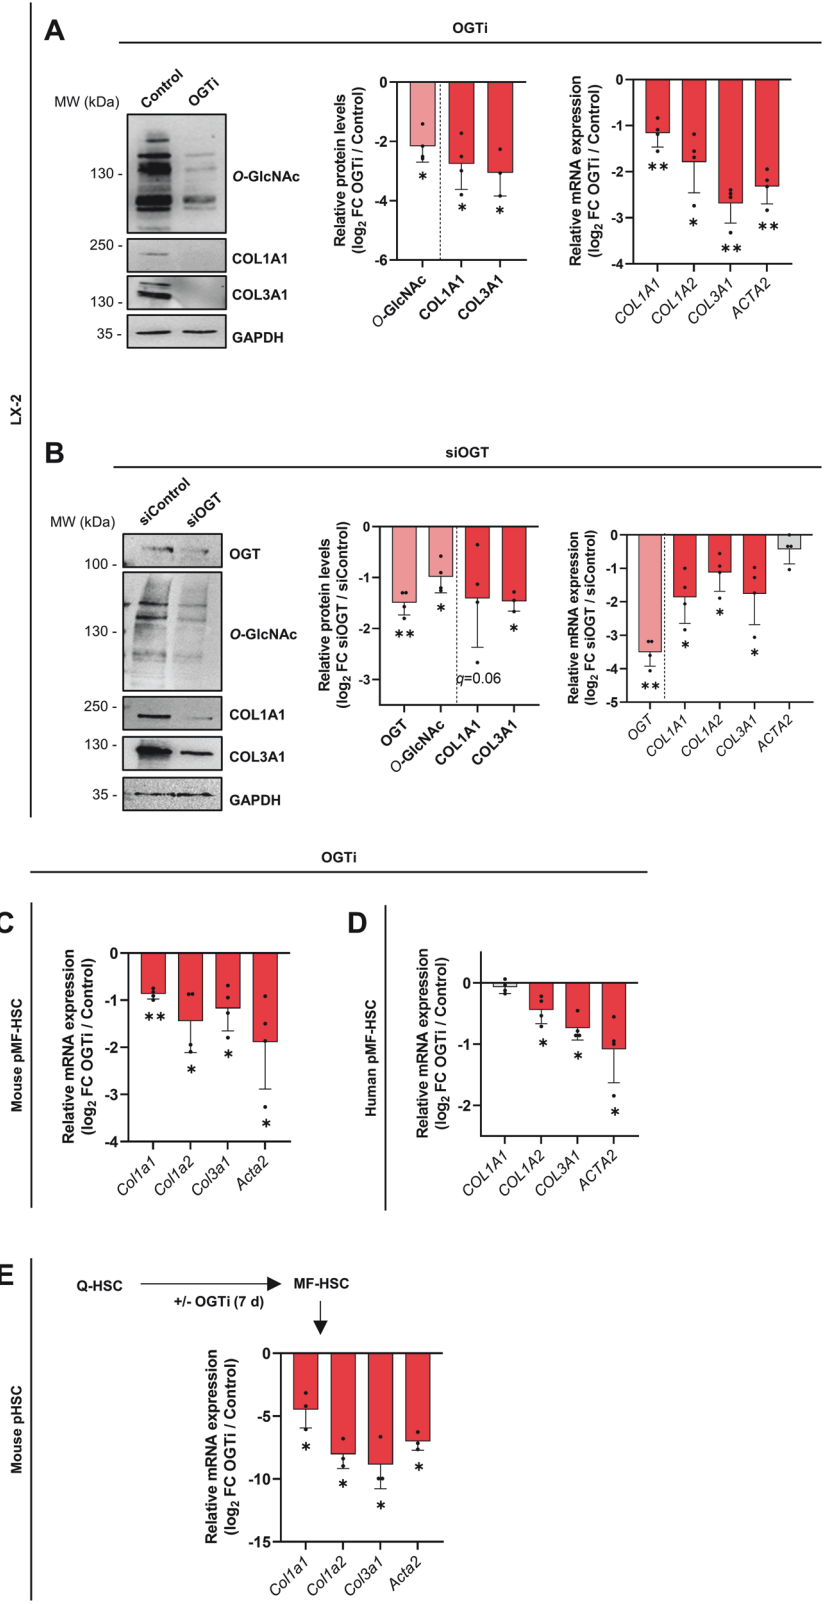 A
OGTi
LX-2
MW (kDa)
Control
OGTi
130 -
O-GlcNAc
250 -
COL1A1
130 -
COL3A1
35 -
GAPDH
Relative protein levels
(log2 FC OGTi / Control)
0
-2
-4
-6
*
*
*
O-GlcNAc
COL1A1
COL3A1
Relative mRNA expression
(log2 FC OGTi / Control)
0
-1
-2
-3
-4
**
*
**
**
COL1A1
COL1A2
COL3A1
ACTA2
B
siOGT
MW (kDa)
siControl
siOGT
100 -
OGT
130 -
O-GlcNAc
250 -
COL1A1
130 -
COL3A1
35 -
GAPDH
Relative protein levels
(log2 FC siOGT / siControl)
0
-1
-2
-3
**
*
q=0.06
*
OGT
O-GlcNAc
COL1A1
COL3A1
Relative mRNA expression
(log2 FC siOGT / siControl)
0
-1
-2
-3
-4
-5
**
*
*
*
OGT
COL1A1
COL1A2
COL3A1
ACTA2
OGTi
C
Mouse pMF-HSC
Relative mRNA expression
(log2 FC OGTi / Control)
0
-1
-2
-3
-4
**
*
*
*
Col1a1
Col1a2
Col3a1
Acta2
D
Human pMF-HSC
Relative mRNA expression
(log2 FC OGTi / Control)
0
-1
-2
*
*
*
COL1A1
COL1A2
COL3A1
ACTA2
E
Mouse pHSC
Q-HSC
+/- OGTi (7 d)
MF-HSC
Relative mRNA expression
(log2 FC OGTi / Control)
0
-5
-10
-15
*
*
*
*
Col1a1
Col1a2
Col3a1
Acta2